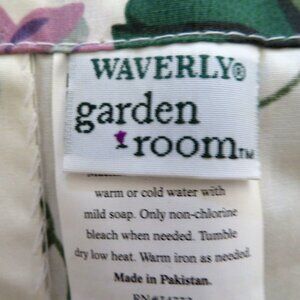 WAVERLY®
garden
room™
warm or cold water with
mild soap. Only non-chlorine
bleach when needed. Tumble
dry low heat. Warm iron as needed.
Made in Pakistan.